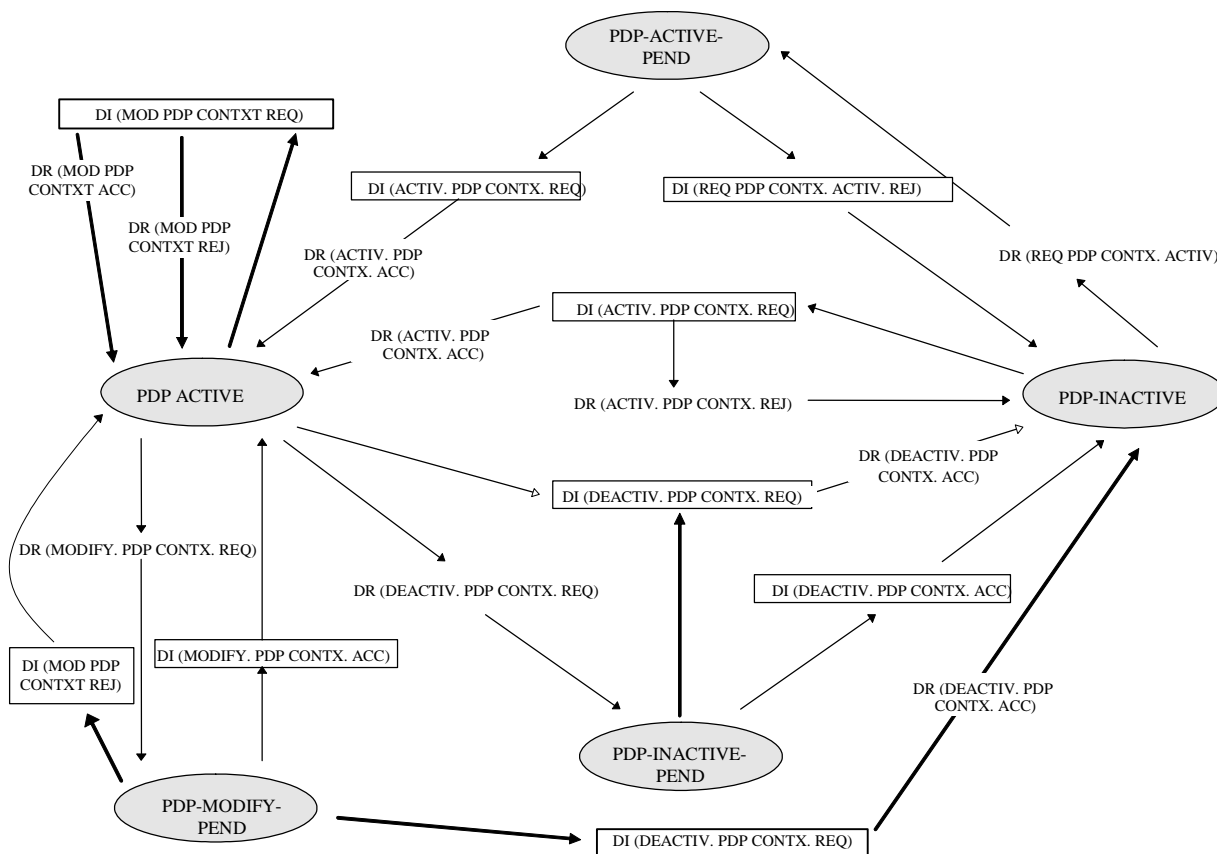 PDP-ACTIVE-
PEND
DI (MOD PDP CONTXT REQ)
DR (MOD PDP
CONTXT ACC)
DI (ACTIV. PDP CONTX. REQ)
DI (REQ PDP CONTX. ACTIV. REJ)
DR (MOD PDP
CONTXT REJ)
DR (ACTIV. PDP
CONTX. ACC)
DR (REQ PDP CONTX. ACTIV)
DI (ACTIV. PDP CONTX. REQ)
DR (ACTIV. PDP
CONTX. ACC)
PDP ACTIVE
DR (ACTIV. PDP CONTX. REJ)
PDP-INACTIVE
DR (DEACTIV. PDP
CONTX. ACC)
DI (DEACTIV. PDP CONTX. REQ)
DR (MODIFY. PDP CONTX. REQ)
DR (DEACTIV. PDP CONTX. REQ)
DI (DEACTIV. PDP CONTX. ACC)
DI (MOD PDP
CONTXT REJ)
DI (MODIFY. PDP CONTX. ACC)
DR (DEACTIV. PDP
CONTX. ACC)
PDP-INACTIVE-
PEND
PDP-MODIFY-
PEND
DI (DEACTIV. PDP CONTX. REQ)